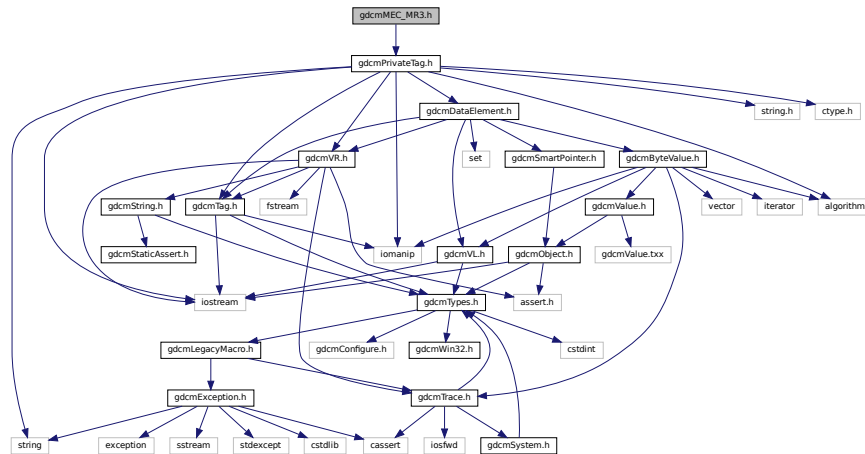 gdcmMEC_MR3.h
gdcmPrivateTag.h
gdcmDataElement.h
string.h
ctype.h
gdcmVR.h
set
gdcmSmartPointer.h
gdcmByteValue.h
gdcmString.h
gdcmTag.h
fstream
gdcmValue.h
vector
iterator
algorithm
gdcmStaticAssert.h
iomanip
gdcmVL.h
gdcmObject.h
gdcmValue.txx
iostream
gdcmTypes.h
assert.h
gdcmLegacyMacro.h
gdcmConfigure.h
gdcmWin32.h
cstdint
gdcmException.h
gdcmTrace.h
string
exception
sstream
stdexcept
cstdlib
cassert
iosfwd
gdcmSystem.h